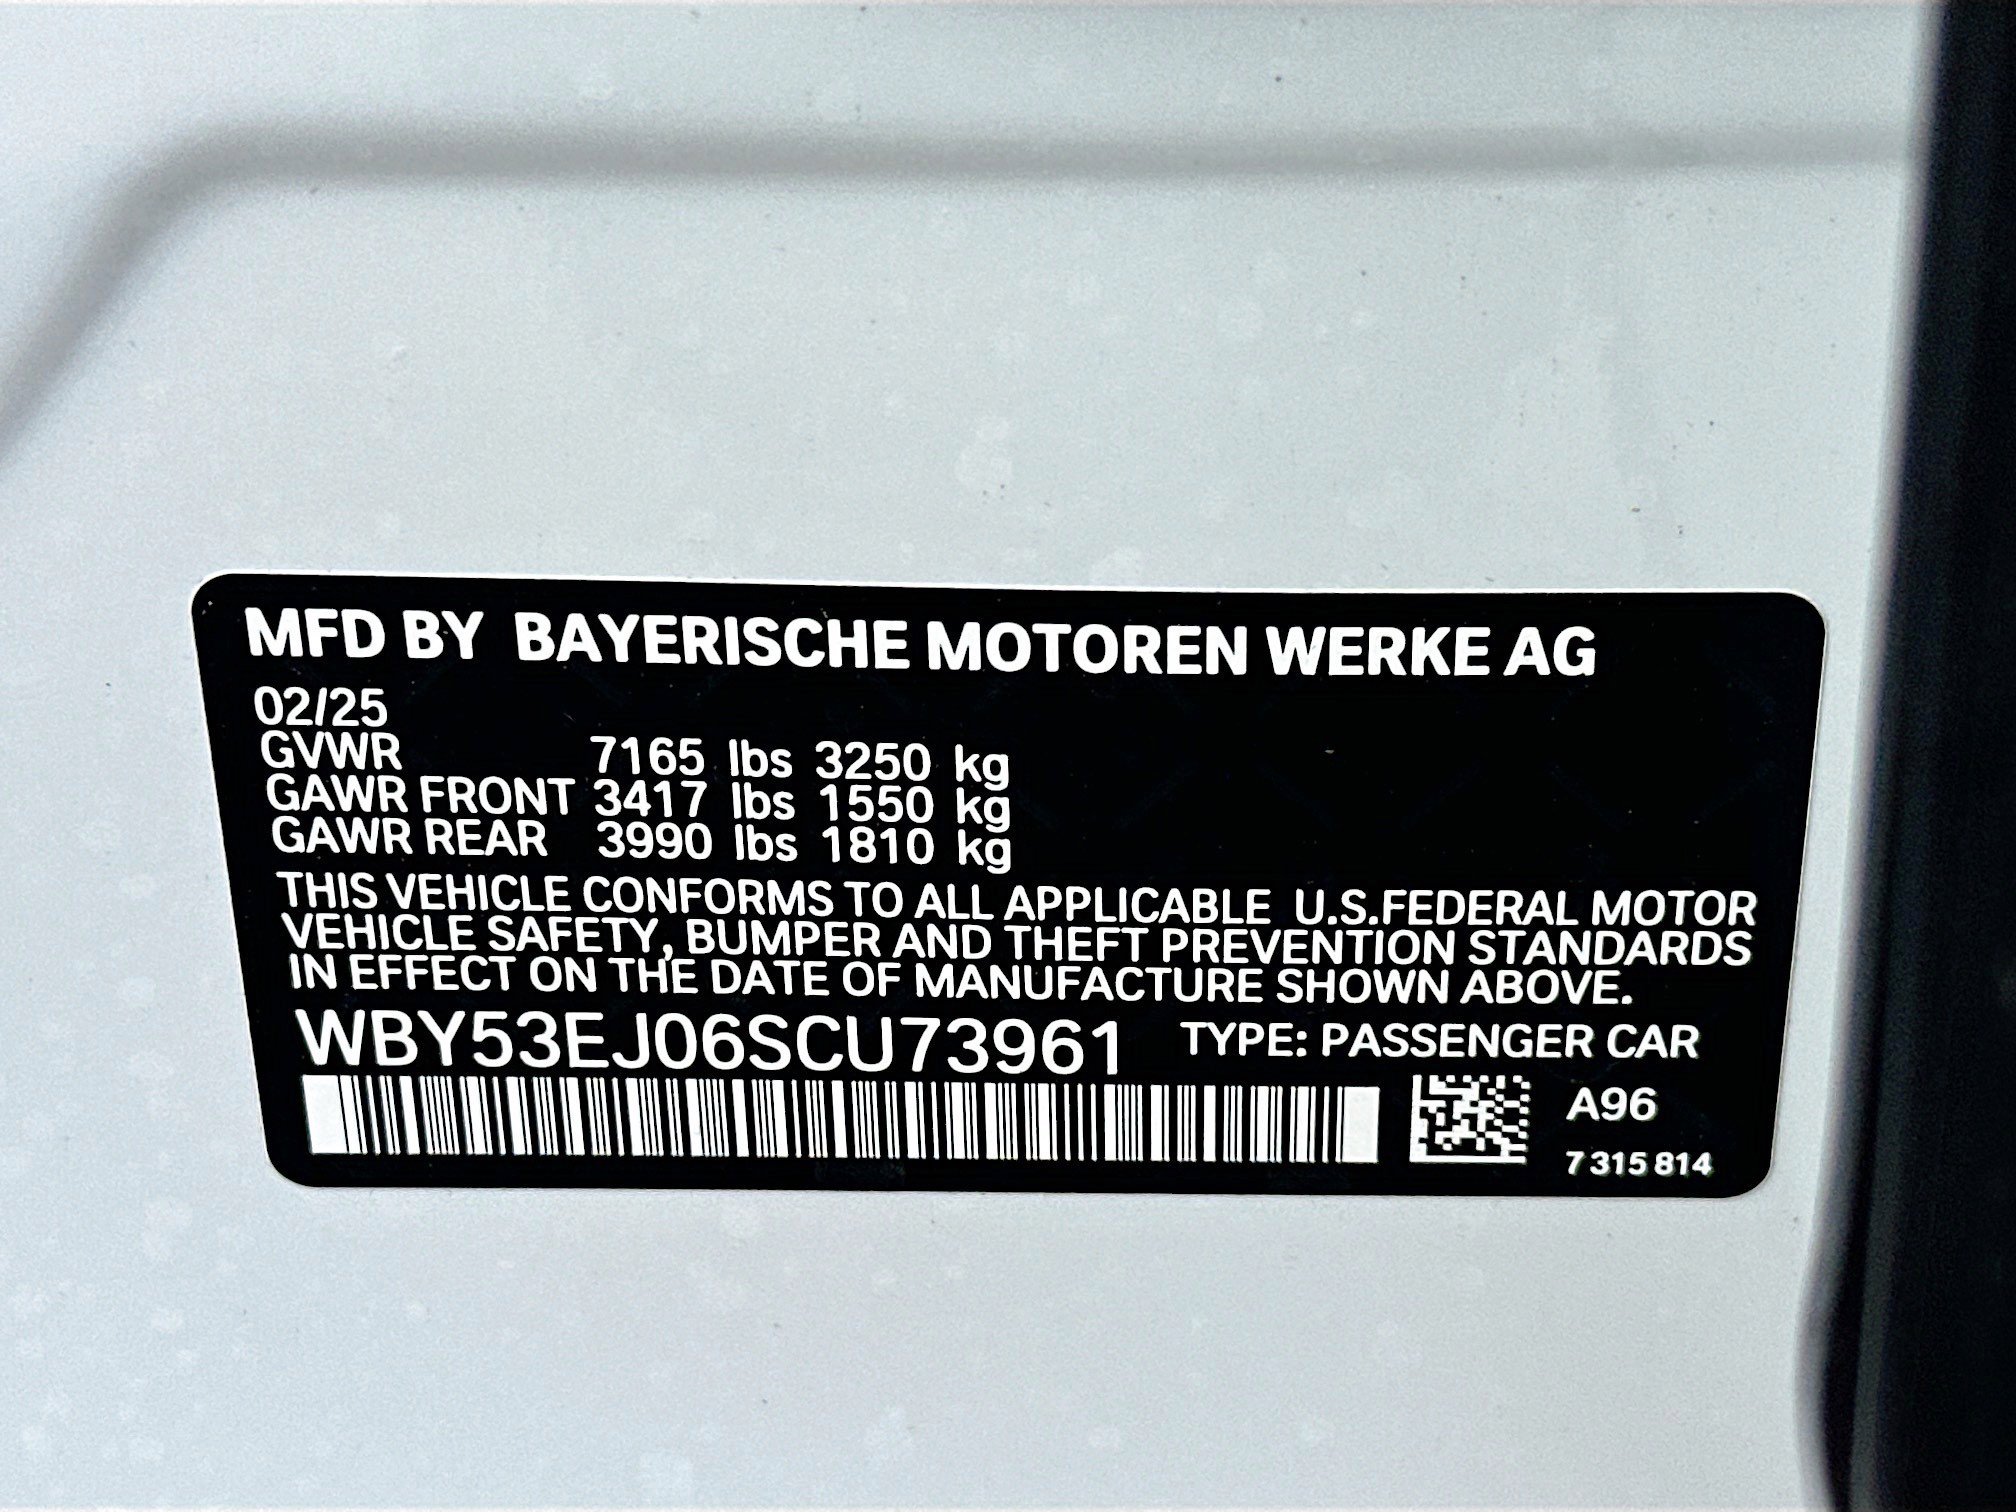 MFD BY BAYERISCHE MOTOREN WERKE AG
02/25
GVWR 7165 lbs 3250 kg
GAWR FRONT 3417 lbs 1550 kg
GAWR REAR 3990 lbs 1810 kg
THIS VEHICLE CONFORMS TO ALL APPLICABLE U.S.FEDERAL MOTOR
VEHICLE SAFETY, BUMPER AND THEFT PREVENTION STANDARDS
IN EFFECT ON THE DATE OF MANUFACTURE SHOWN ABOVE.
WBY53EJ06SCU73961 TYPE: PASSENGER CAR
A96
7 315 814